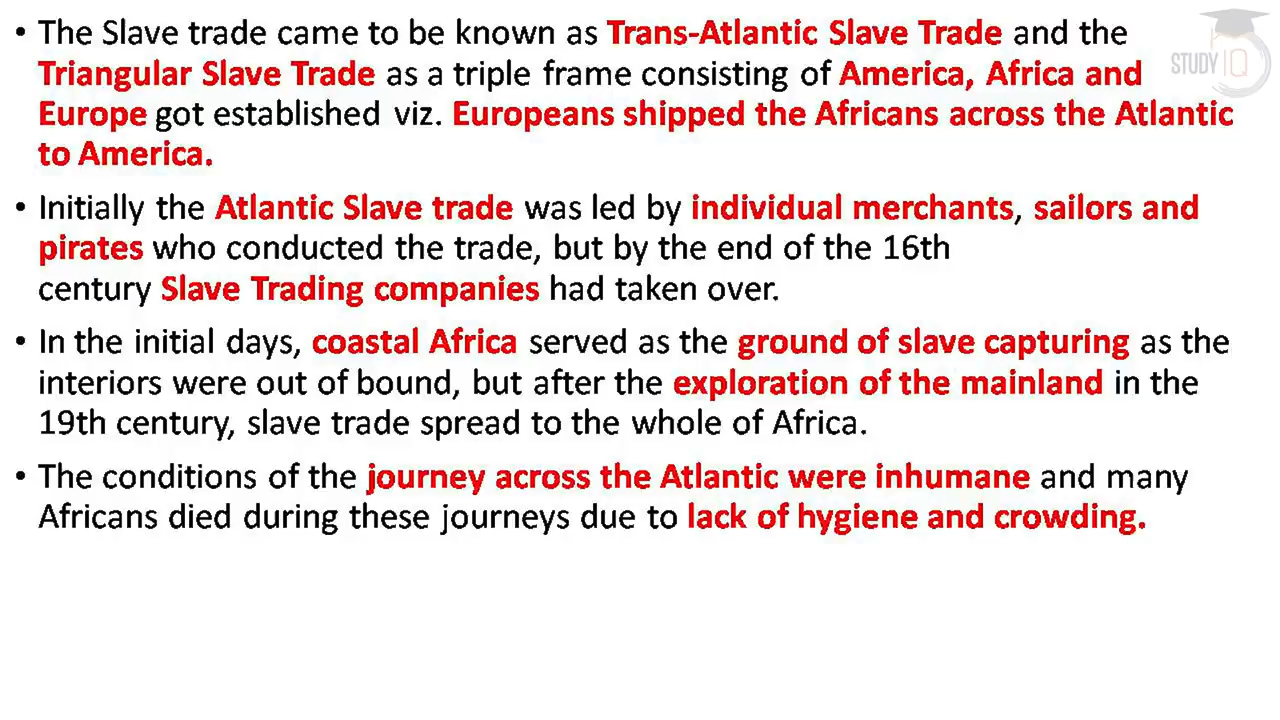 • The Slave trade came to be known as Trans-Atlantic Slave Trade and the
Triangular Slave Trade as a triple frame consisting of America, Africa and
Europe got established viz. Europeans shipped the Africans across the Atlantic
to America.
• Initially the Atlantic Slave trade was led by individual merchants, sailors and
pirates who conducted the trade, but by the end of the 16th
century Slave Trading companies had taken over.
• In the initial days, coastal Africa served as the ground of slave capturing as the
interiors were out of bound, but after the exploration of the mainland in the
19th century, slave trade spread to the whole of Africa.
• The conditions of the journey across the Atlantic were inhumane and many
Africans died during these journeys due to lack of hygiene and crowding.
STUDY IQ